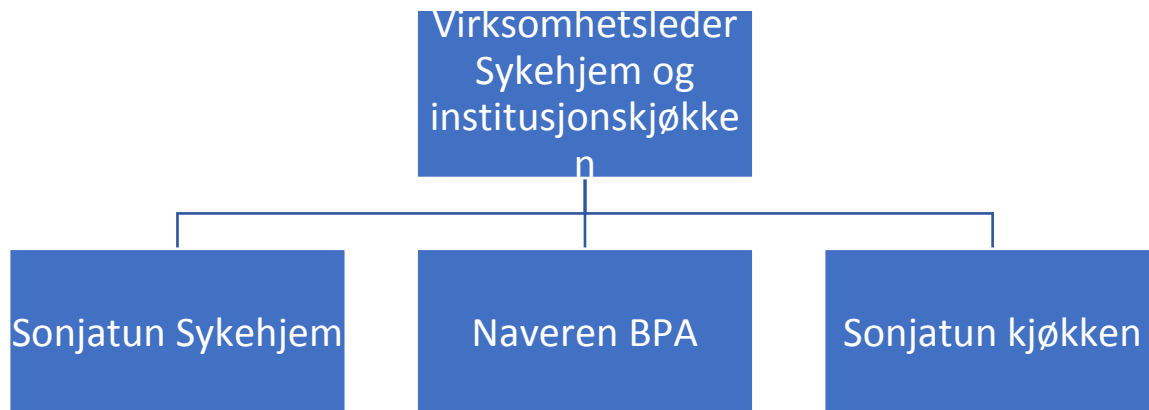 Virksomhetsleder
Sykehjem og
institusjonskjøkke
n
Sonjatun Sykehjem
Naveren BPA
Sonjatun kjøkken